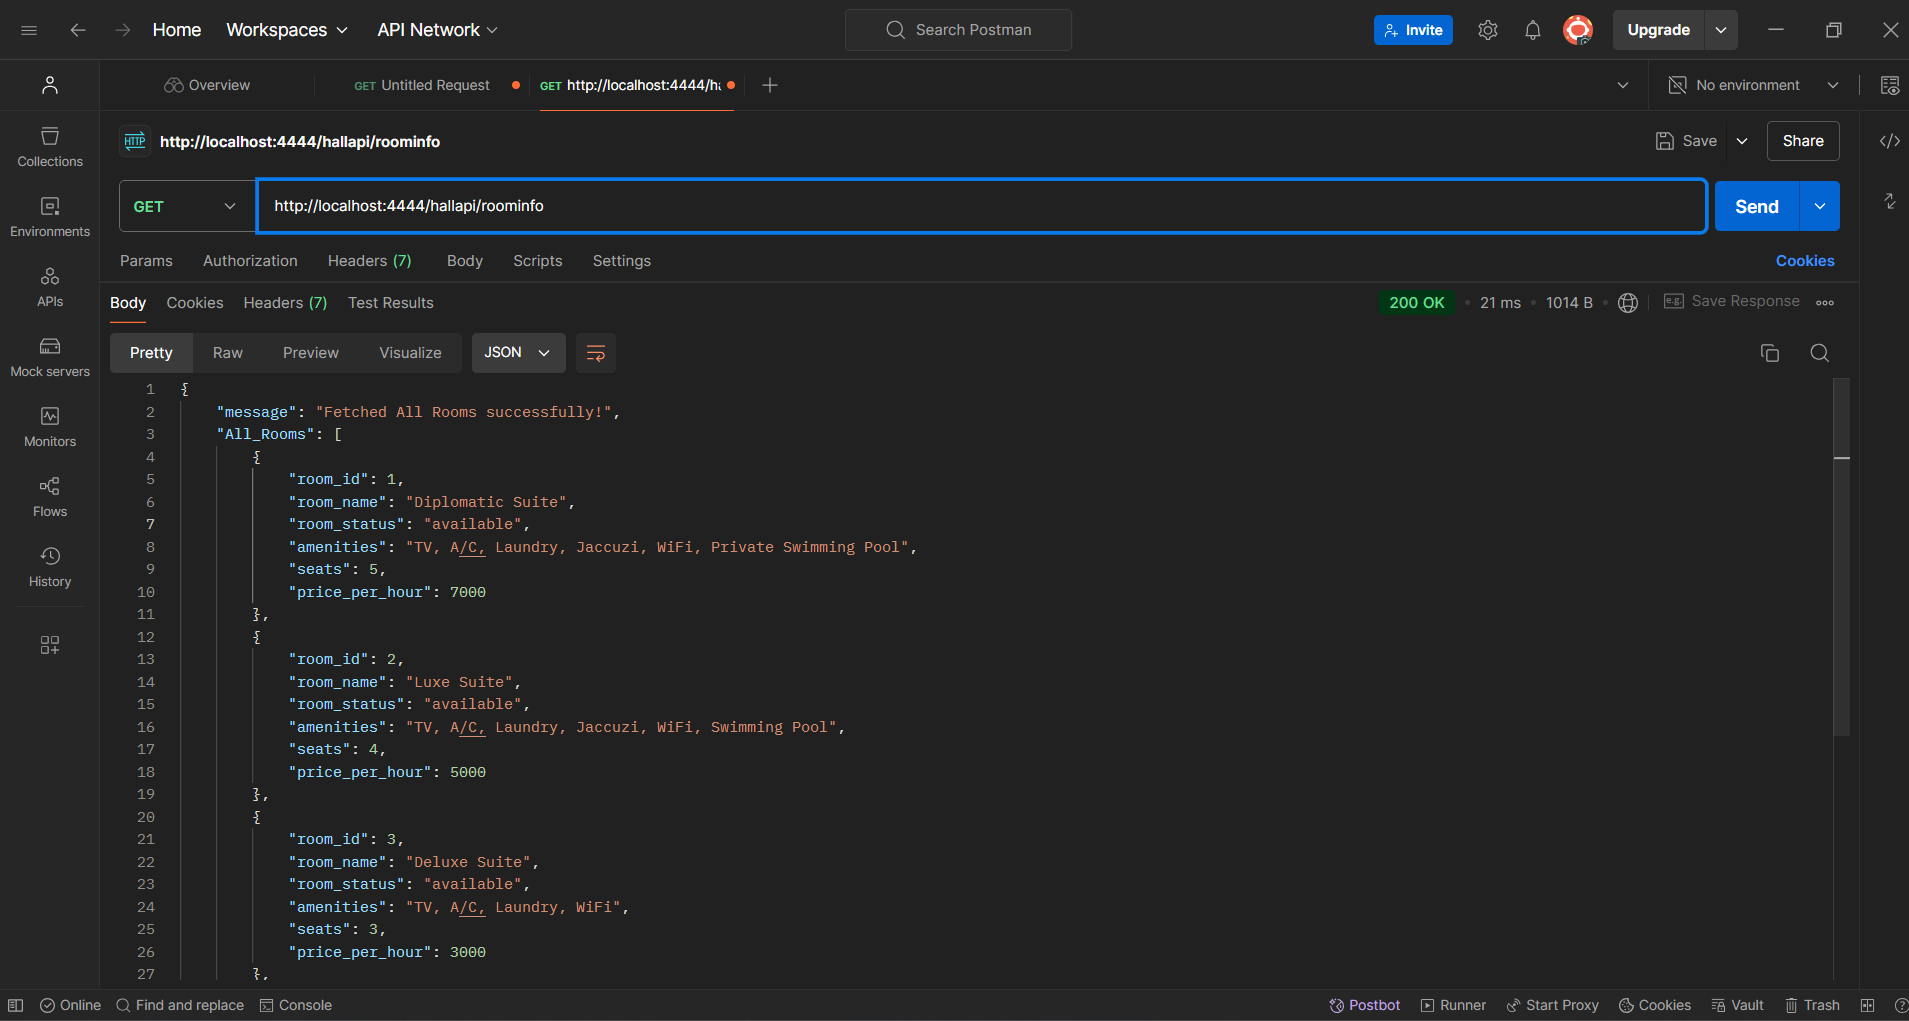 Home Workspaces API Network Search Postman Invite Upgrade
Overview GET Untitled Request GET http://localhost:4444/ha No environment
HTTP http://localhost:4444/hallapi/roominfo Save Share
GET http://localhost:4444/hallapi/roominfo Send
Params Authorization Headers (7) Body Scripts Settings Cookies
Body Cookies Headers (7) Test Results 200 OK 21 ms 1014 B e.g. Save Response
Pretty Raw Preview Visualize JSON
Collections
Environments
APIs
Mock servers
Monitors
Flows
History
1 {
2 "message": "Fetched All Rooms successfully!",
3 "All_Rooms": [
4 {
5 "room_id": 1,
6 "room_name": "Diplomatic Suite",
7 "room_status": "available",
8 "amenities": "TV, A/C, Laundry, Jaccuzi, WiFi, Private Swimming Pool",
9 "seats": 5,
10 "price_per_hour": 7000
11 },
12 {
13 "room_id": 2,
14 "room_name": "Luxe Suite",
15 "room_status": "available",
16 "amenities": "TV, A/C, Laundry, Jaccuzi, WiFi, Swimming Pool",
17 "seats": 4,
18 "price_per_hour": 5000
19 },
20 {
21 "room_id": 3,
22 "room_name": "Deluxe Suite",
23 "room_status": "available",
24 "amenities": "TV, A/C, Laundry, WiFi",
25 "seats": 3,
26 "price_per_hour": 3000
27 },
Online Find and replace Console Postbot Runner Start Proxy Cookies Vault Trash